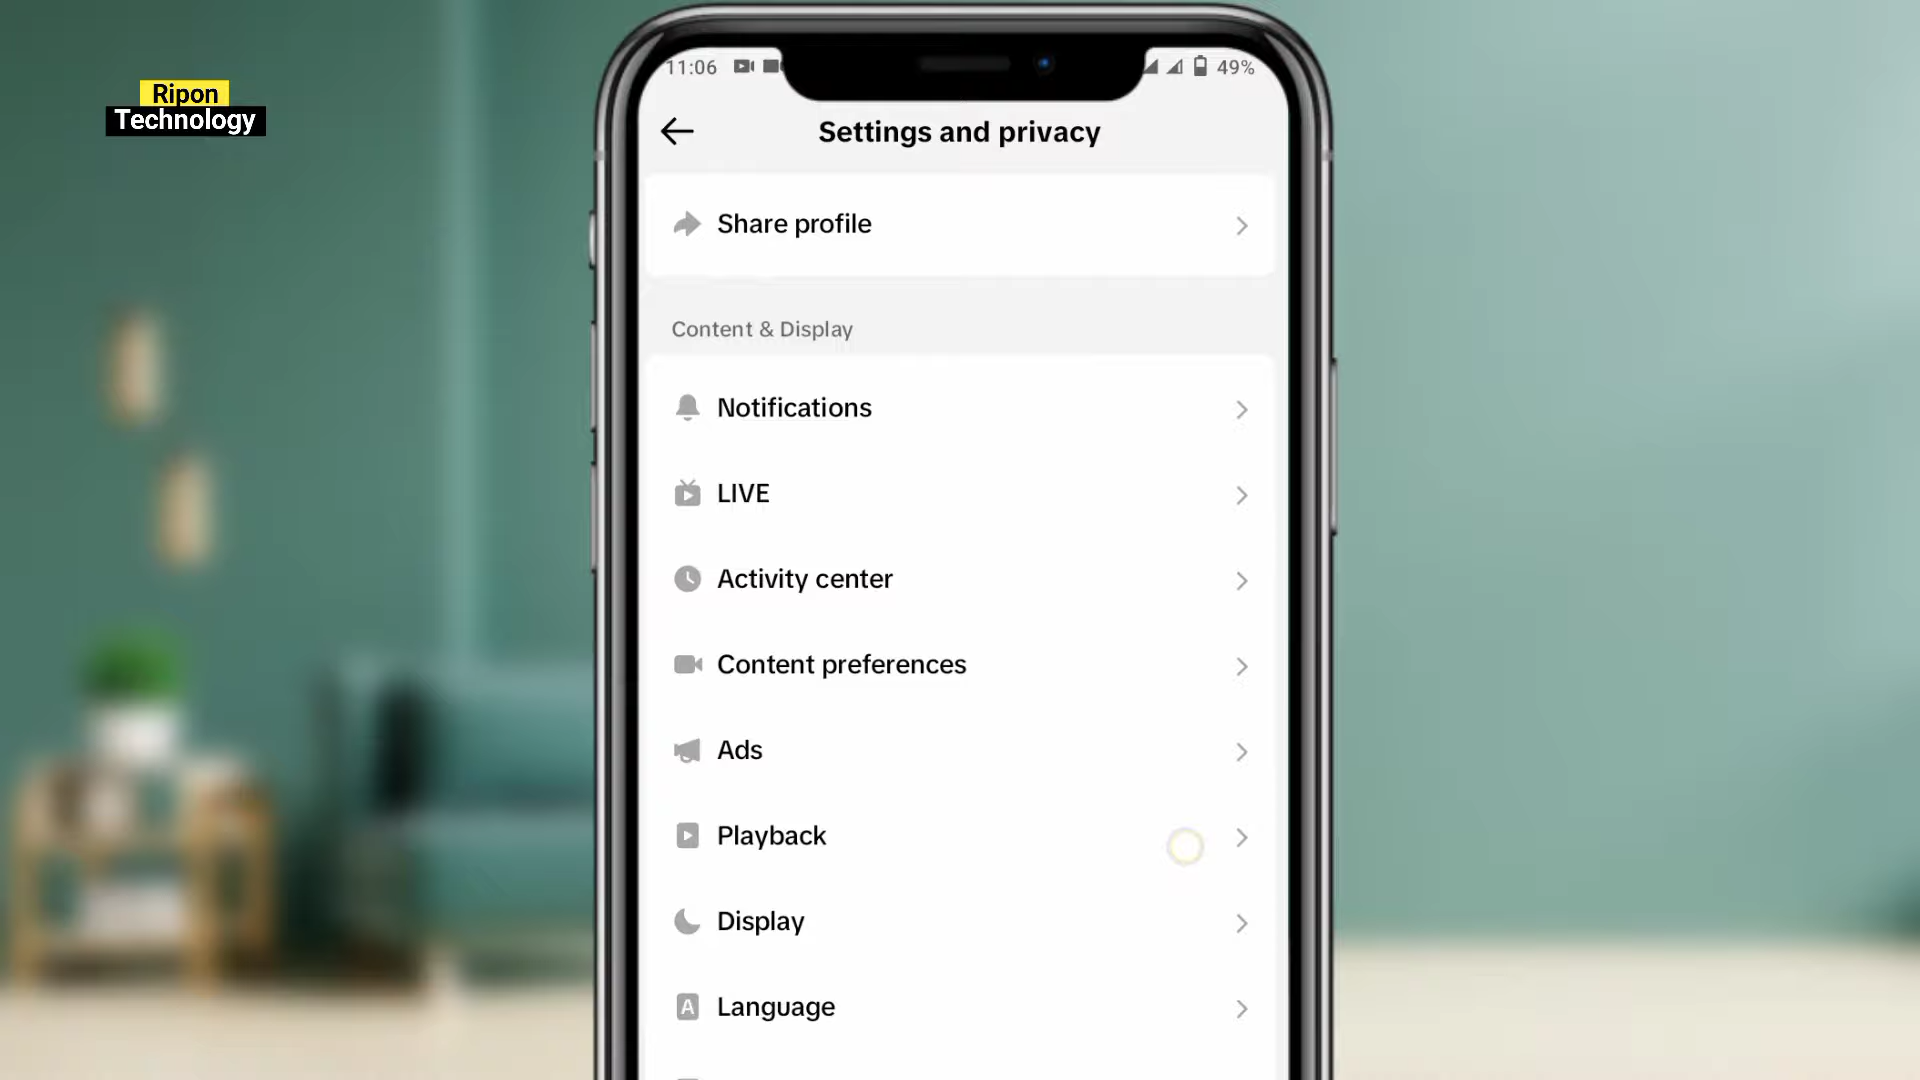 Ripon
Technology
11:06
49%
Settings and privacy
Share profile
Content & Display
Notifications
LIVE
Activity center
Content preferences
Ads
Playback
Display
A Language